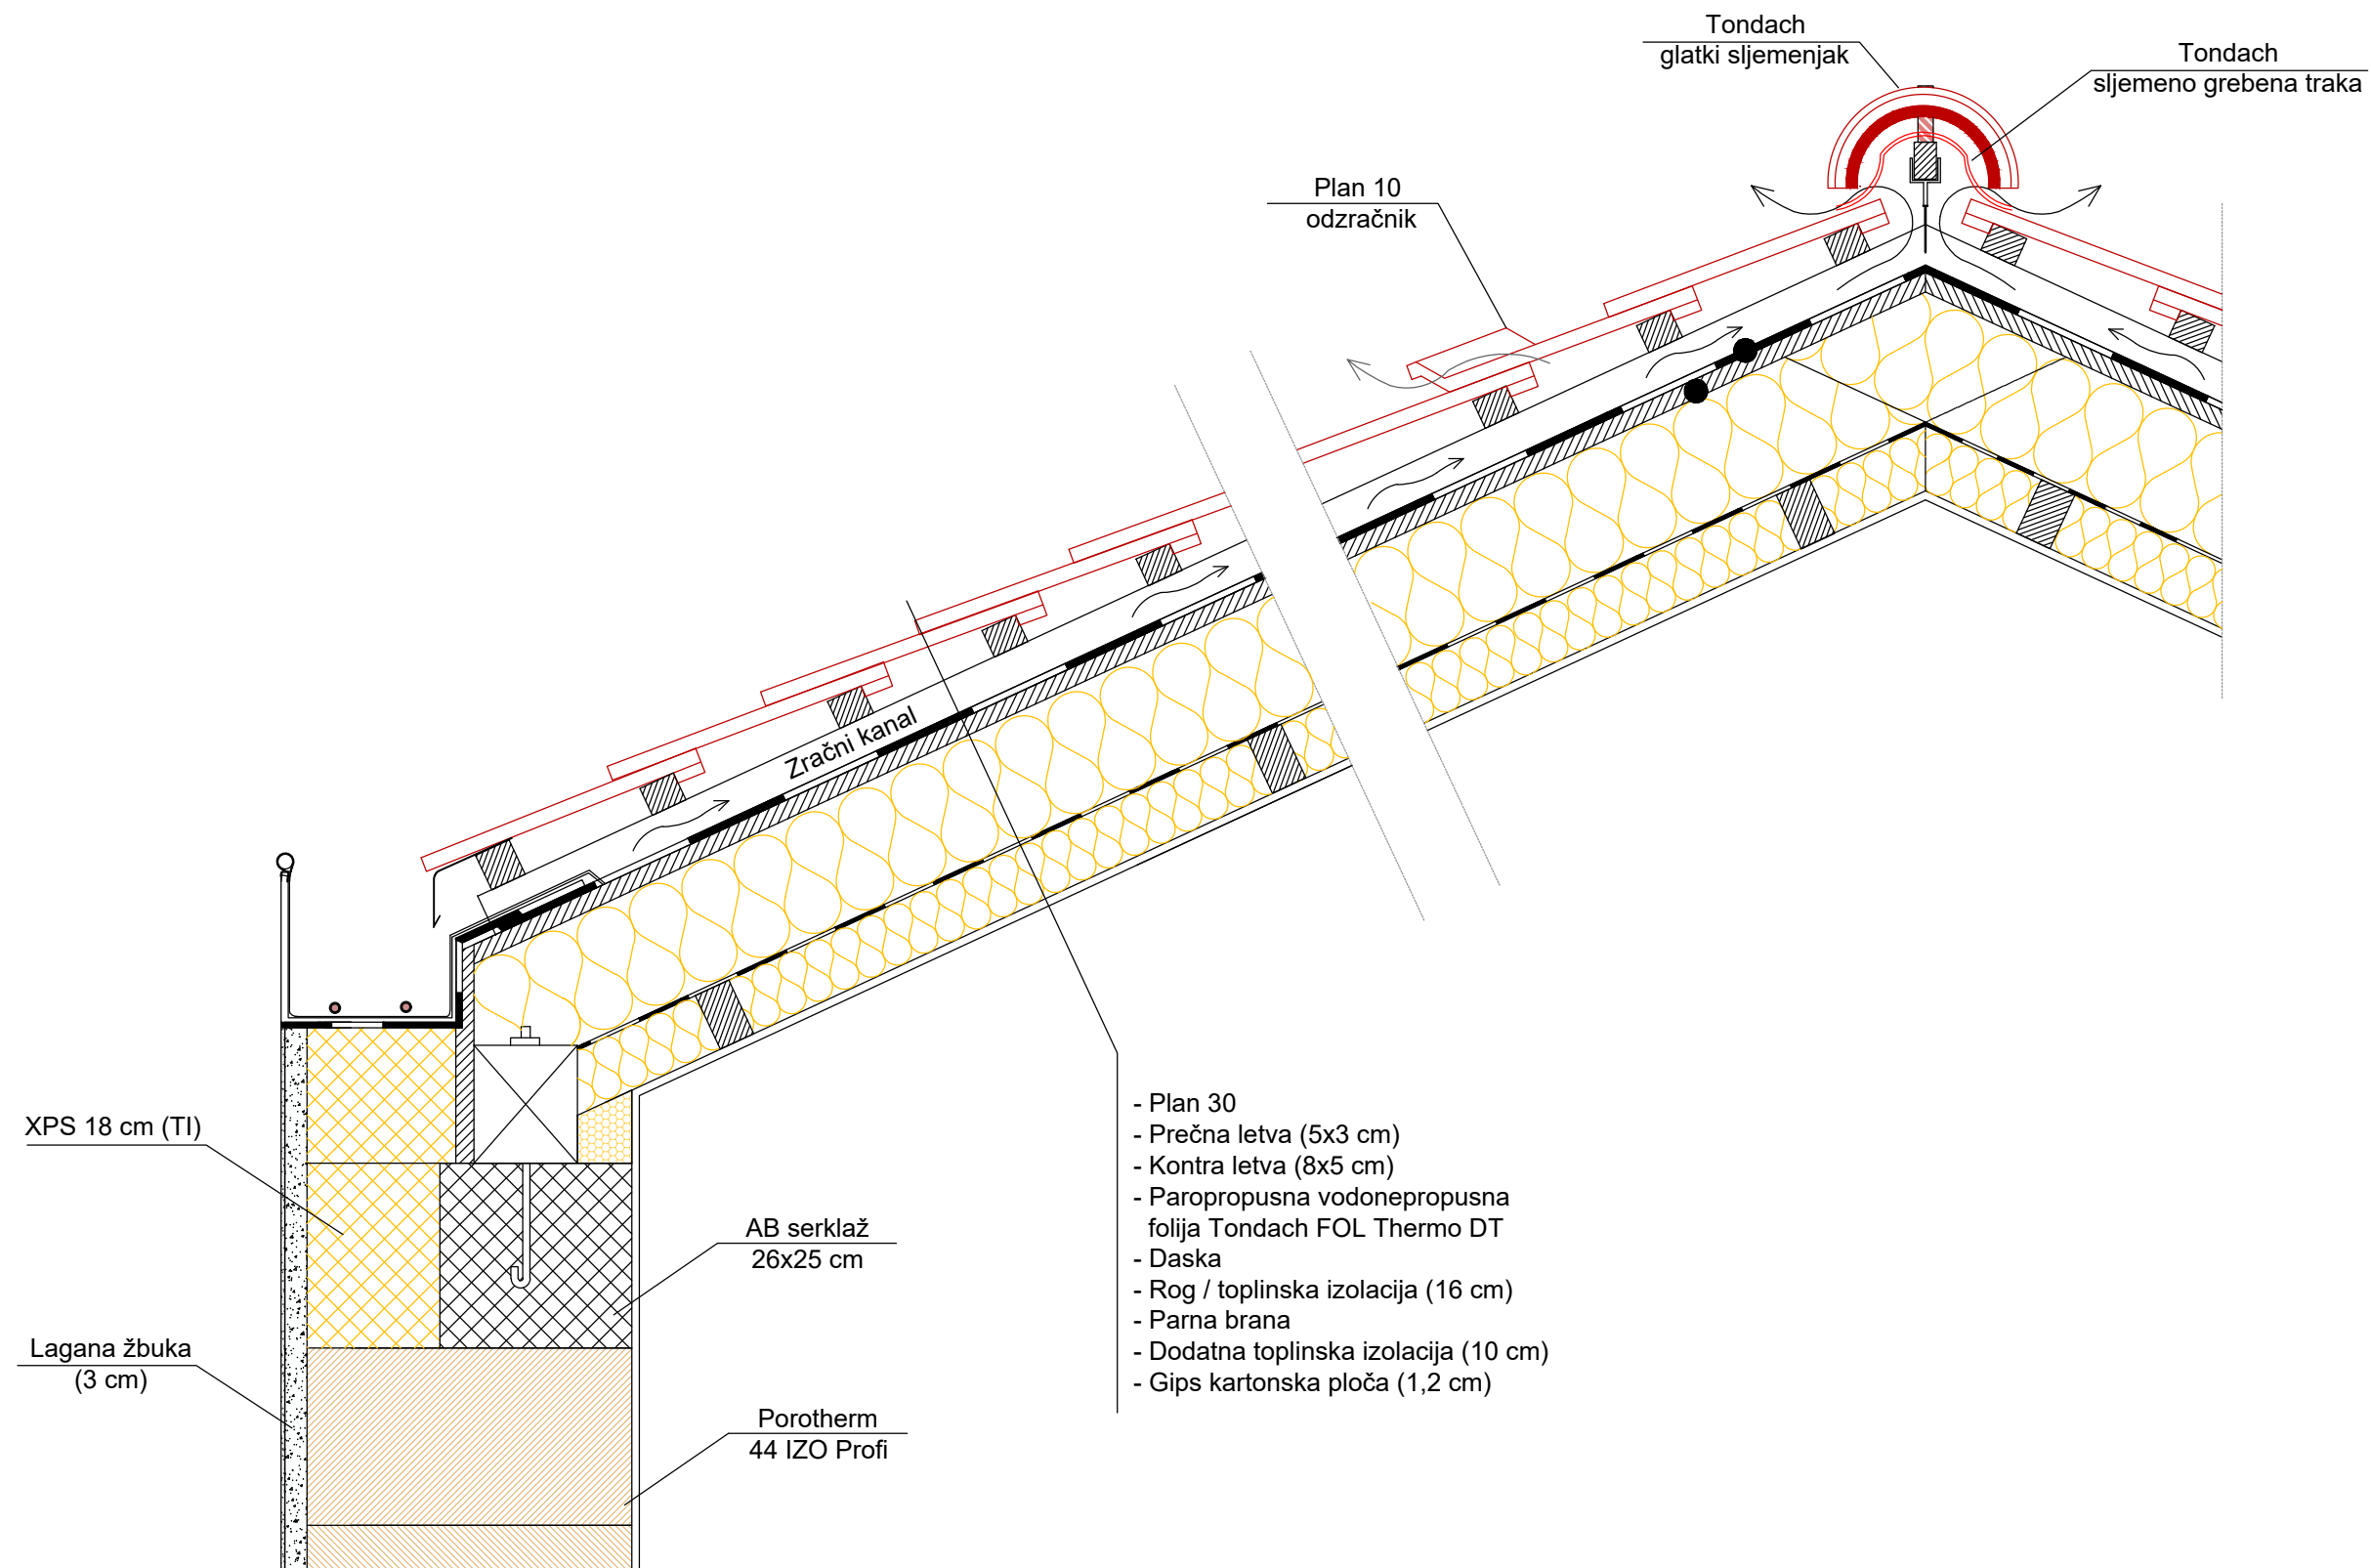 Tondach
glatki sljemenjak
Tondach
sljemeno grebena traka
Plan 10
odzračnik
Zračni kanal
- Plan 30
- Prečna letva (5x3 cm)
- Kontra letva (8x5 cm)
- Paropropusna vodonepropusna
folija Tondach FOL Thermo DT
- Daska
- Rog / toplinska izolacija (16 cm)
- Parna brana
- Dodatna toplinska izolacija (10 cm)
- Gips kartonska ploča (1,2 cm)
XPS 18 cm (TI)
AB serklaž
26x25 cm
Lagana žbuka
(3 cm)
Porotherm
44 IZO Profi